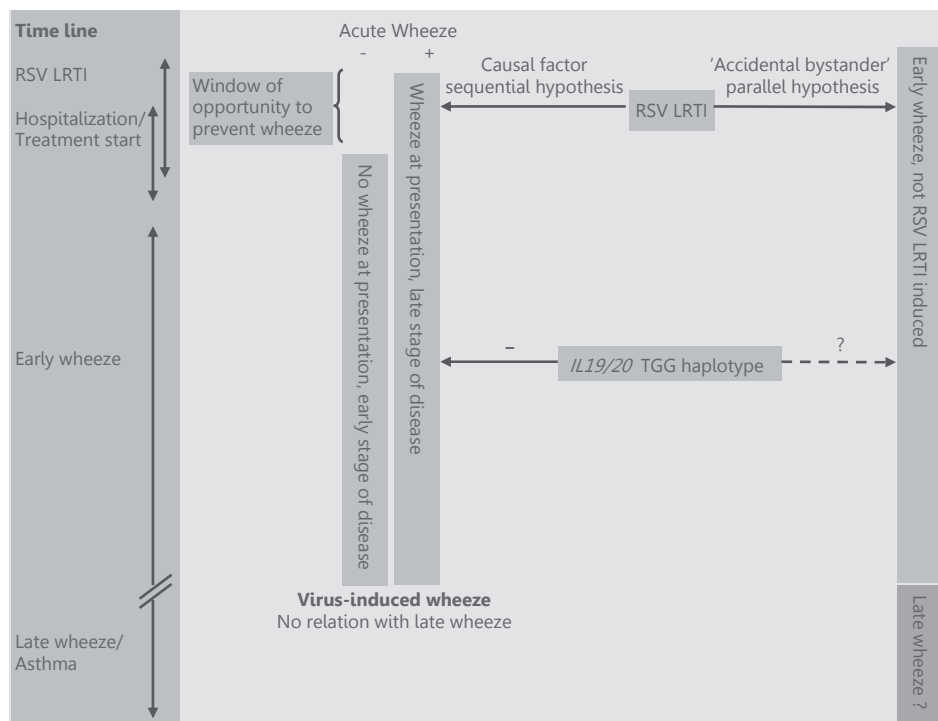 Time line
RSV LRTI
Hospitalization/
Treatment start
Early wheeze
Late wheeze/
Asthma
Acute Wheeze
- +
Window of
opportunity to
prevent wheeze
No wheeze at presentation, early stage of disease
Wheeze at presentation, late stage of disease
Causal factor
sequential hypothesis
RSV LRTI
'Accidental bystander'
parallel hypothesis
–
IL19/20 TGG haplotype
?
Virus-induced wheeze
No relation with late wheeze
Early wheeze, not RSV LRTI induced
Late wheeze ?